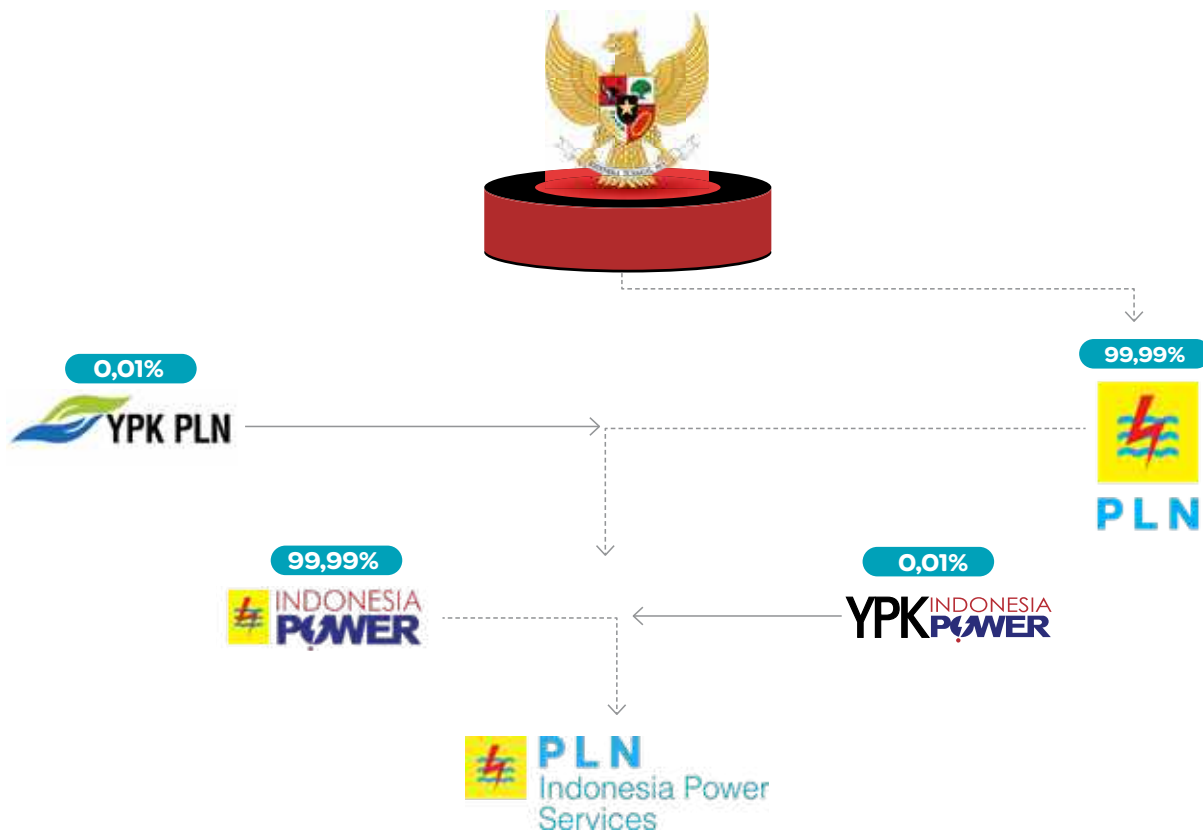 99,99%
0,01%
YPK PLN
PLN
99,99%
INDONESIA
POWER
0,01%
YPK INDONESIA
POWER
PLN
Indonesia Power
Services